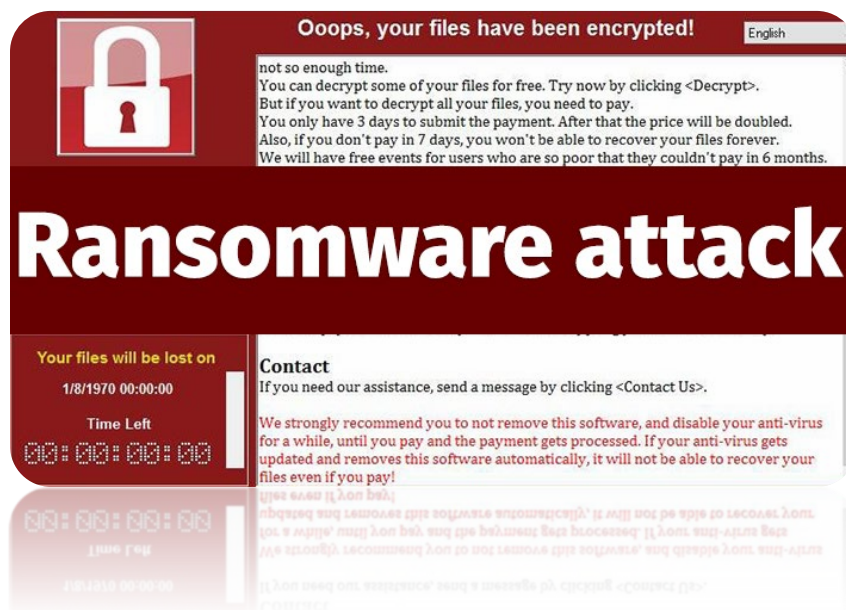 Ooops, your files have been encrypted!
English
not so enough time.
You can decrypt some of your files for free. Try now by clicking <Decrypt>.
But if you want to decrypt all your files, you need to pay.
You only have 3 days to submit the payment. After that the price will be doubled.
Also, if you don't pay in 7 days, you won't be able to recover your files forever.
We will have free events for users who are so poor that they couldn't pay in 6 months.
Ransomware attack
Your files will be lost on
1/8/1970 00:00:00
Time Left
00:00:00:00
Contact
If you need our assistance, send a message by clicking <Contact Us>.
We strongly recommend you to not remove this software, and disable your anti-virus
for a while, until you pay and the payment gets processed. If your anti-virus gets
updated and removes this software automatically, it will not be able to recover your
files even if you pay!